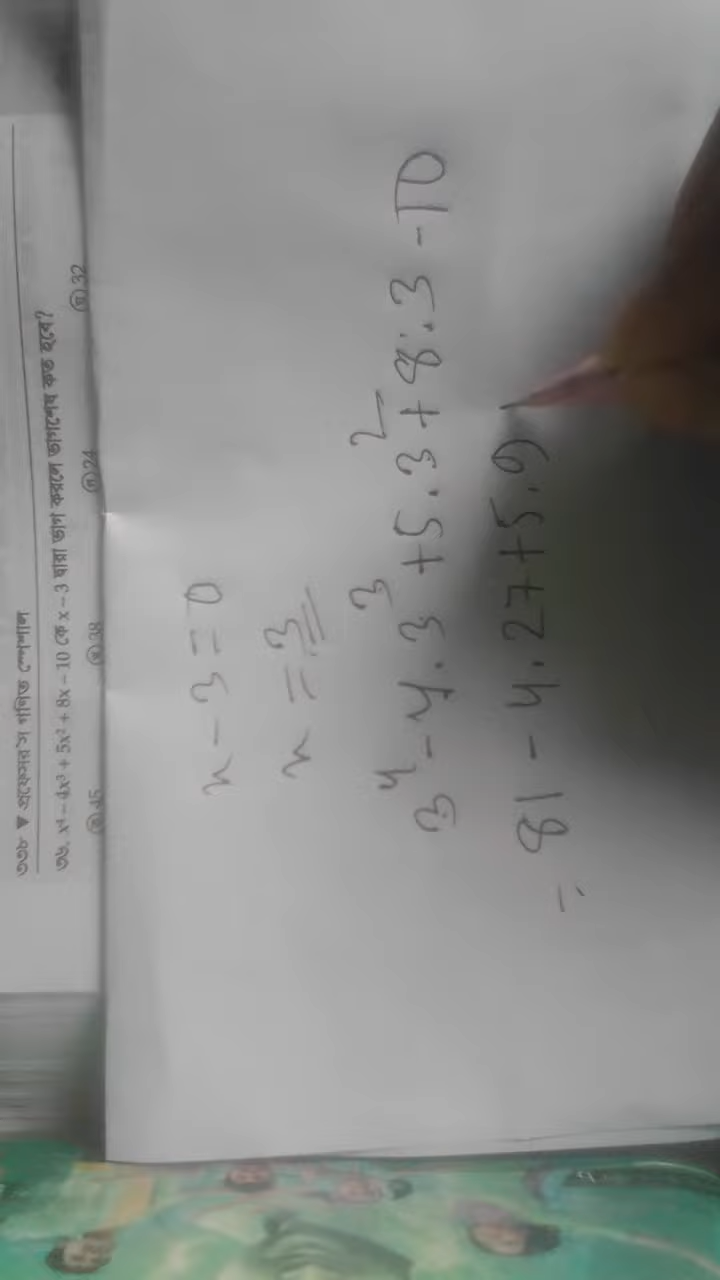 ৩৩৮ ▼ প্রফেসর'স গণিত স্পেশাল
৩৬. x⁴ – 4x³ + 5x² + 8x – 10 কে x – 3 দ্বারা ভাগ করলে ভাগশেষ কত হবে?
45 38 24 32
x - 3 = 0
x = 3
3⁴ - 4.3³ + 5.3² + 8.3 - 10
= 81 - 4.27 + 5.9